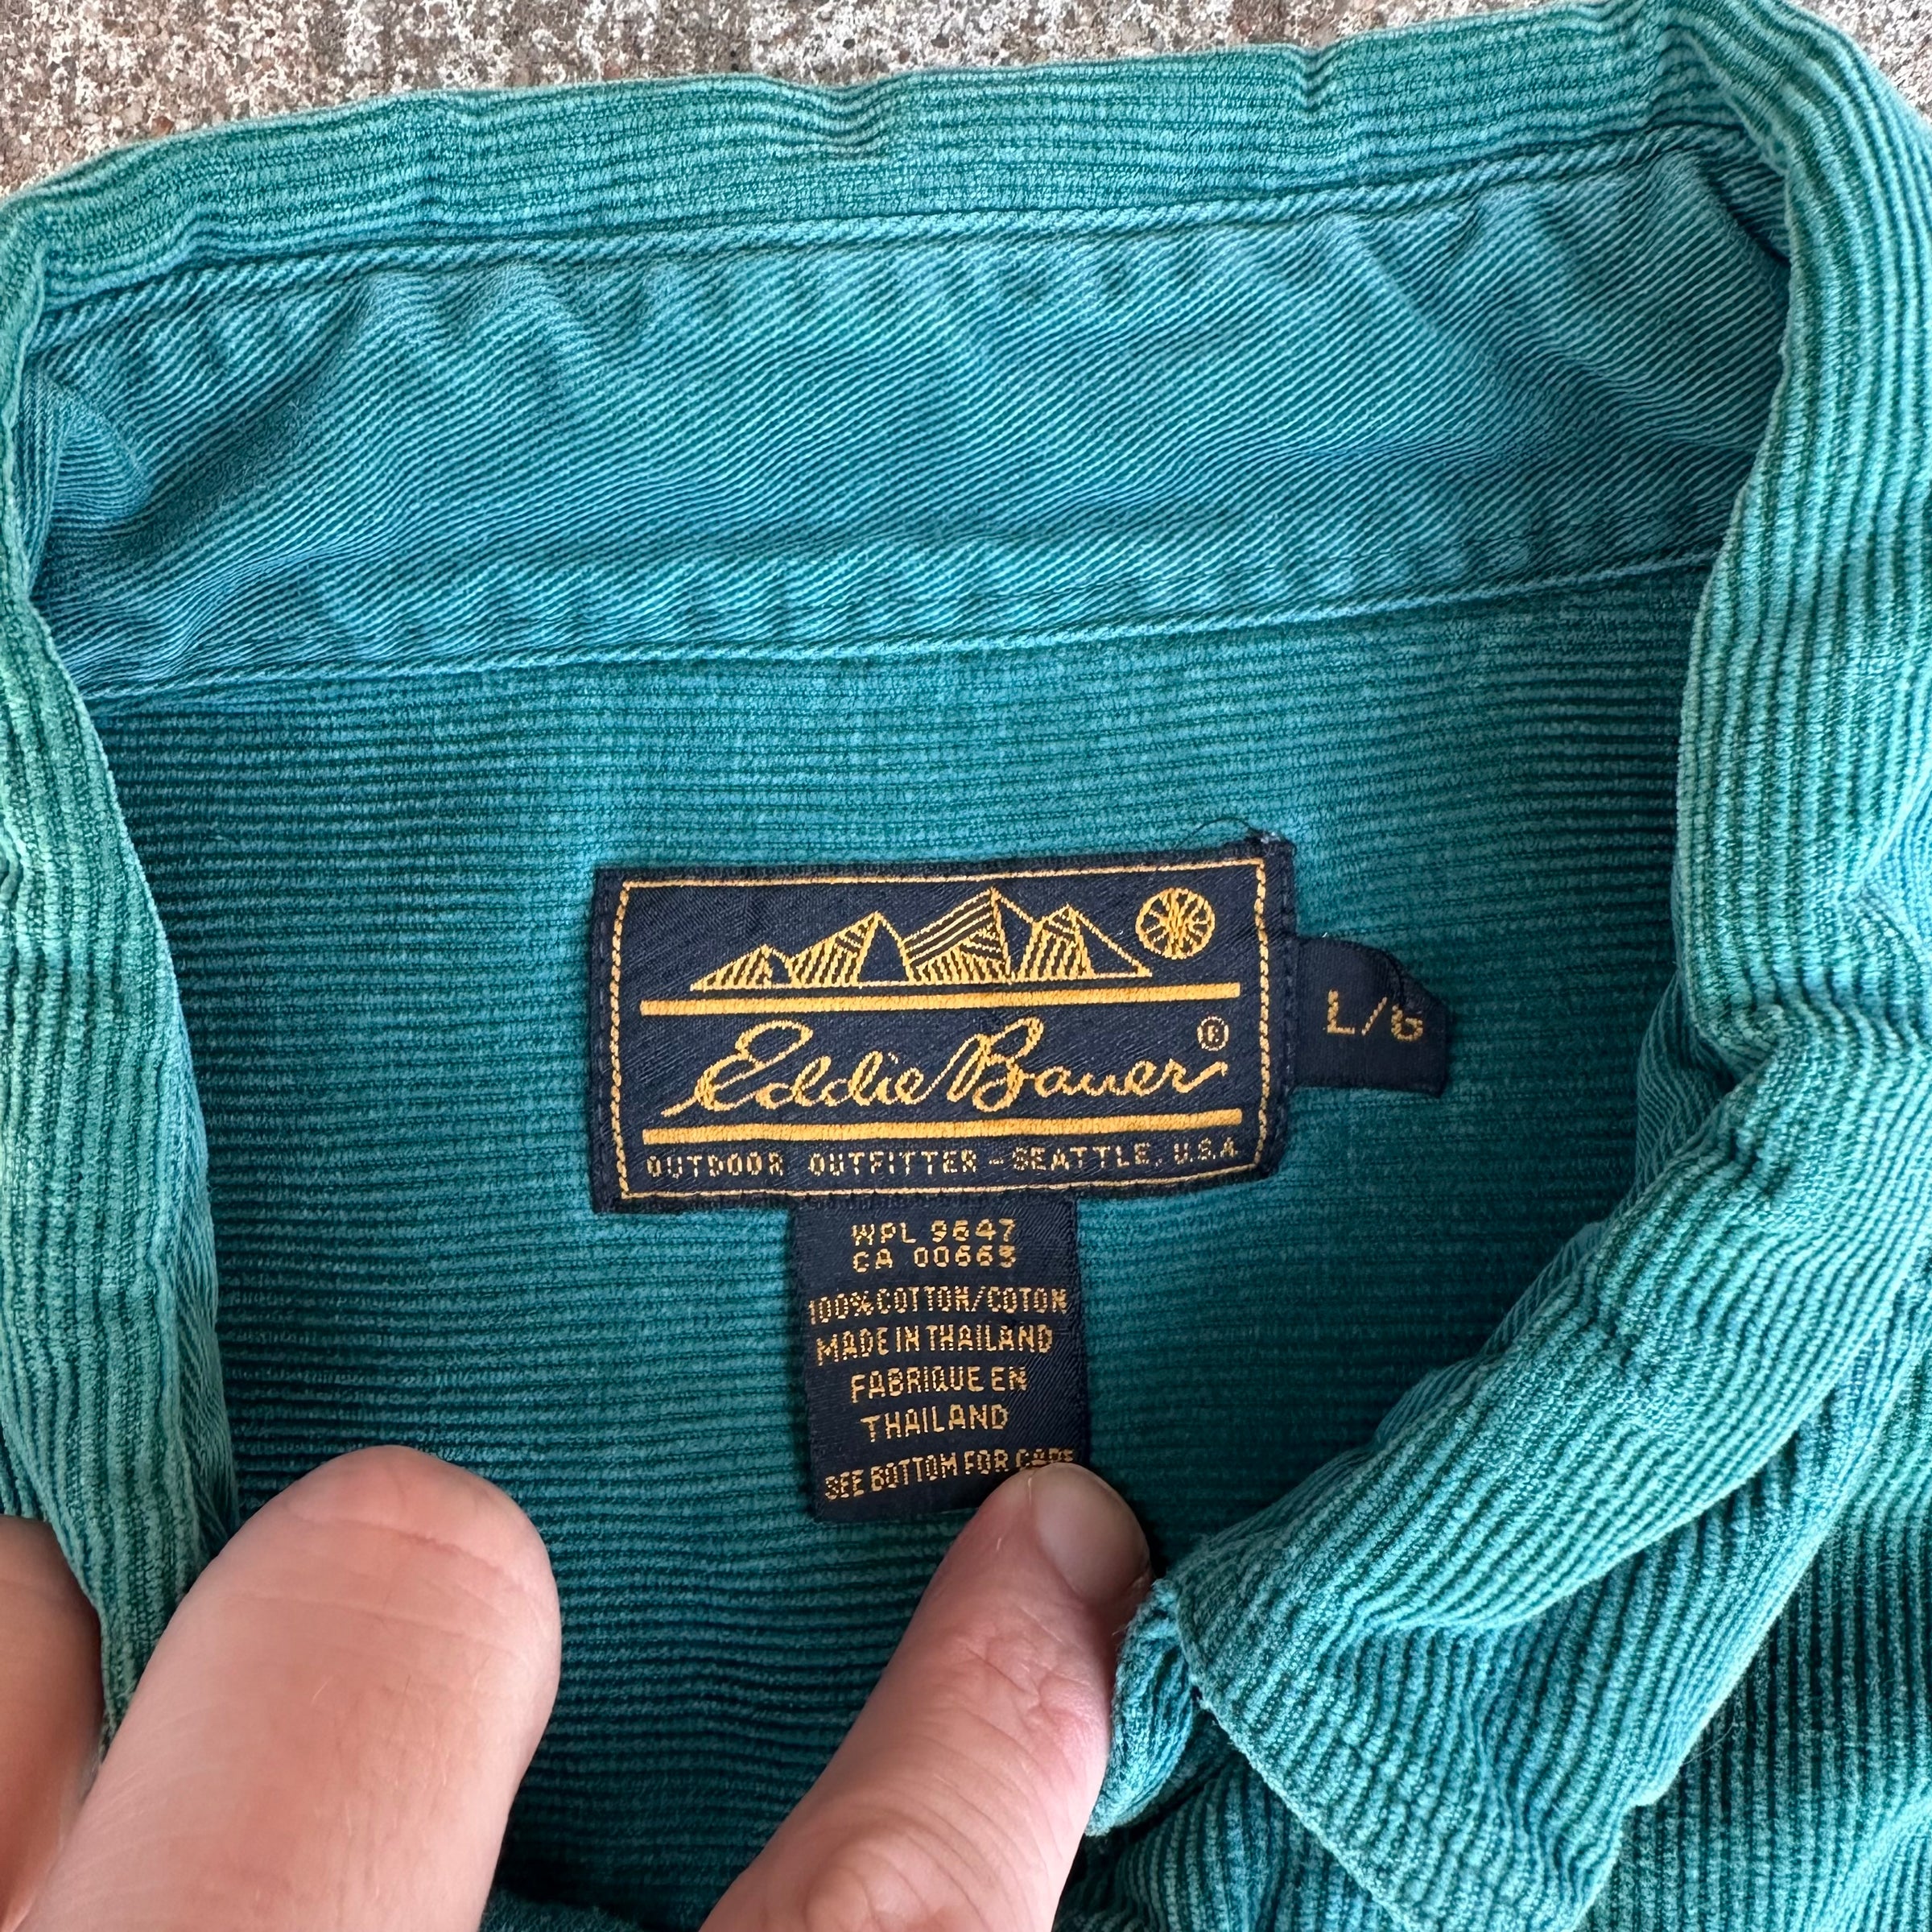 Eddie Bauer®
OUTDOOR OUTFITTER - SEATTLE, U.S.A
L/G
WPL 9647
CA 00663
100% COTTON/COTON
MADE IN THAILAND
FABRIQUE EN
THAILAND
SEE BOTTOM FOR CARE